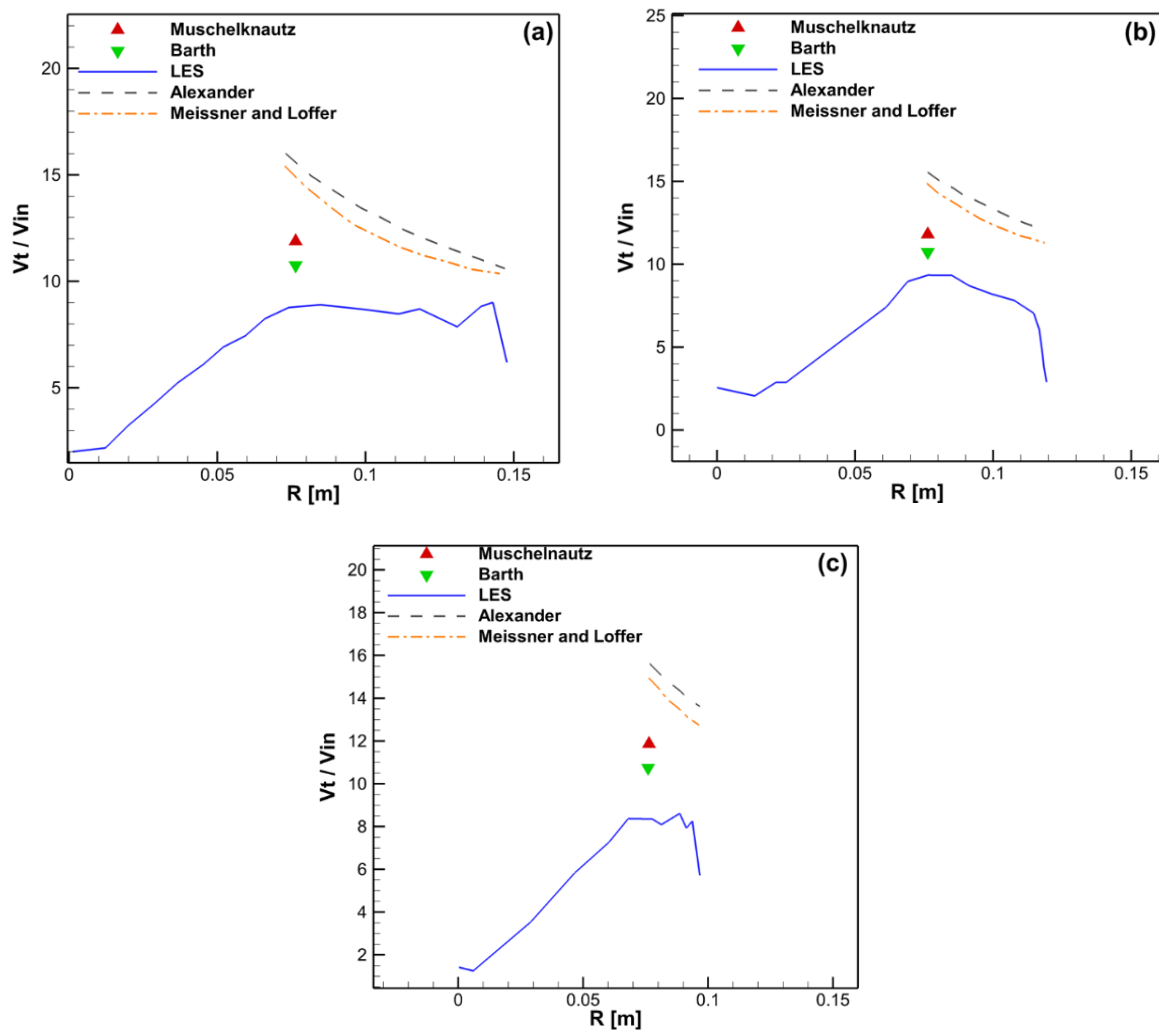 (a)
Muschelknautz
Barth
LES
Alexander
Meissner and Loffer
20
15
10
5
Vt / Vin
0
0.05
0.1
0.15
R [m]
(b)
Muschelknautz
Barth
LES
Alexander
Meissner and Loffer
25
20
15
10
5
0
Vt / Vin
0
0.05
0.1
0.15
R [m]
(c)
Muschelnautz
Barth
LES
Alexander
Meissner and Loffer
20
18
16
14
12
10
8
6
4
2
Vt / Vin
0
0.05
0.1
0.15
R [m]